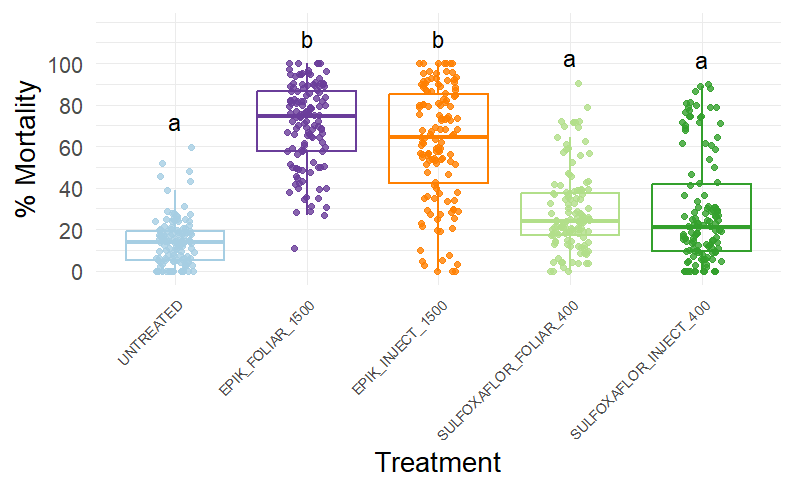 b
b
a
a
a
% Mortality
100
80
60
40
20
0
UNTREATED
EPIK_FOLIAR_1500
EPIK_INJECT_1500
SULFOXAFLOR_FOLIAR_400
SULFOXAFLOR_INJECT_400
Treatment